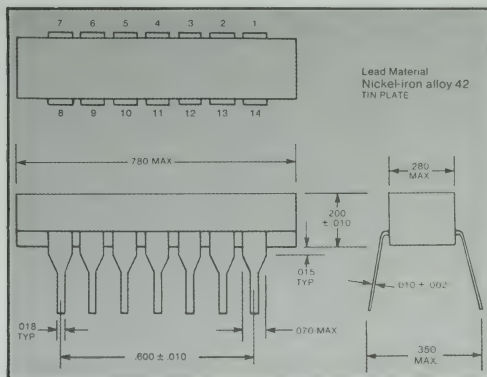 7 6 5 4 3 2 1
8 9 10 11 12 13 14
Lead Material
Nickel-iron alloy 42
TIN PLATE
.780 MAX
.280
MAX
.200
± .010
.015
TYP
.010 ± .002
.018
TYP
.070 MAX
.600 ± .010
.350
MAX.